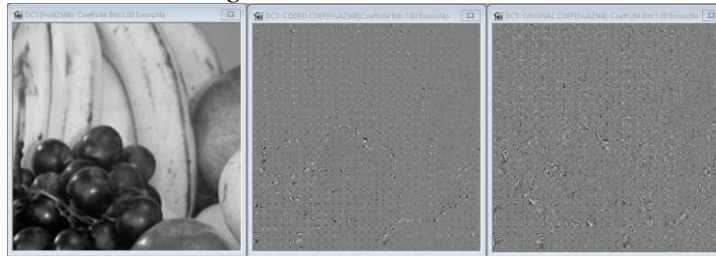 DCT(Fruit256B) Coeffs:64 Bits:1.00 Errors:No
DCT: CODED COEF(Fruit256B)Coeffs:64 Bits:1.00 Errors:No
DCT: ORIGINAL COEF(Fruit256B) Coeffs:64 Bits:1.00 Errors:No